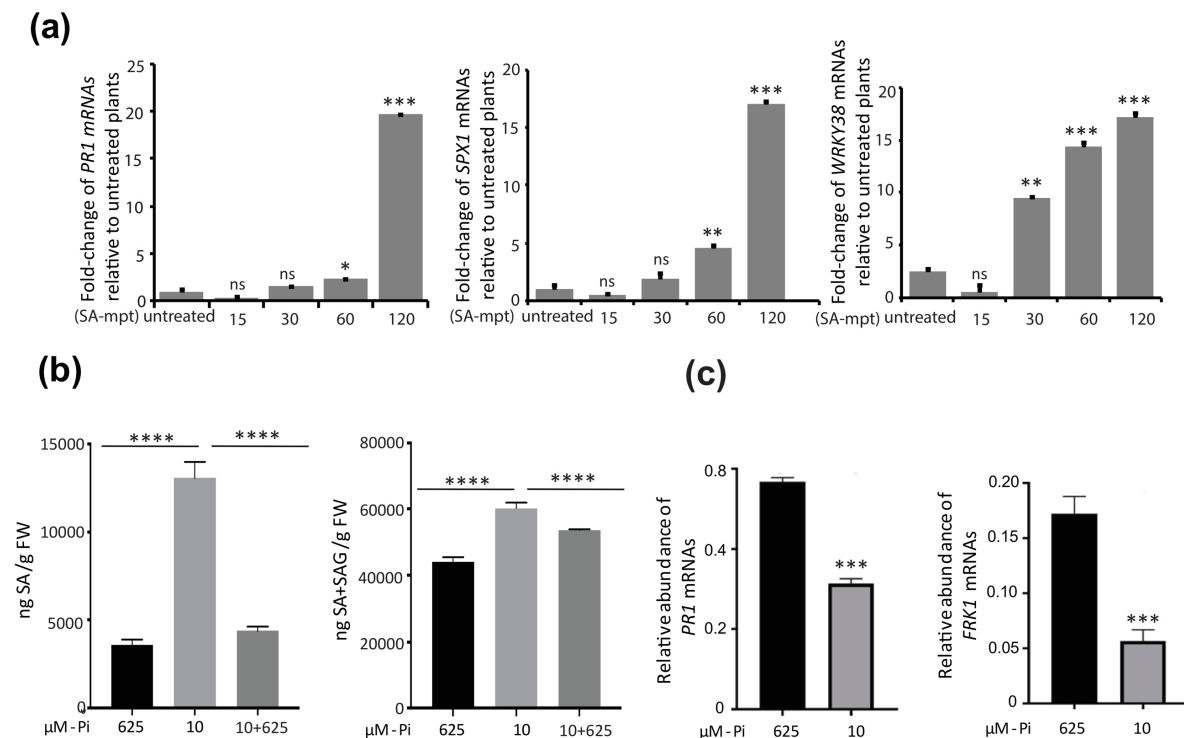 (a)
Fold-change of PR1 mRNAs
relative to untreated plants
25
20
15
10
5
0
ns
ns
*
***
(SA-mpt) untreated 15 30 60 120
Fold-change of SPX1 mRNAs
relative to untreated plants
20
15
10
5
0
ns
ns
**
***
(SA-mpt) untreated 15 30 60 120
Fold-change of WRKY38 mRNAs
relative to untreated plants
20
15
10
5
0
ns
**
***
***
(SA-mpt) untreated 15 30 60 120
(b)
ng SA/g FW
15000
10000
5000
0
**** ****
µM-Pi 625 10 10+625
ng SA+SAG/g FW
80000
60000
40000
20000
0
**** ****
µM-Pi 625 10 10+625
(c)
Relative abundance of
PR1 mRNAs
0.8
0.4
0.2
0
***
µM-Pi 625 10
Relative abundance of
FRK1 mRNAs
0.20
0.15
0.10
0.05
0
***
µM-Pi 625 10